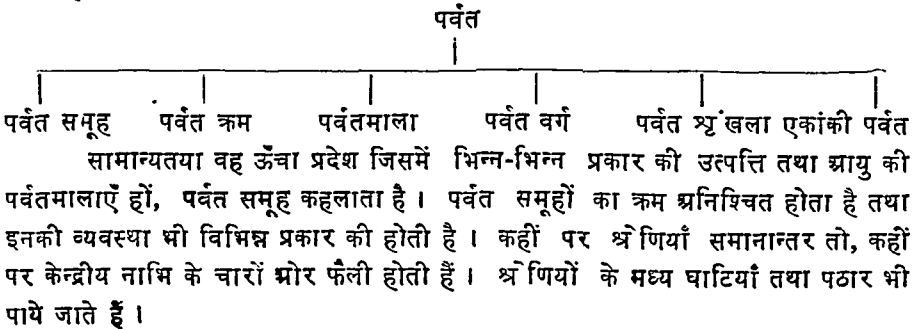 पर्वत
पर्वत समूह पर्वत क्रम पर्वतमाला पर्वत वर्ग पर्वत श्रृंखला एकांकी पर्वत
सामान्यतया वह ऊँचा प्रदेश जिसमें भिन्न-भिन्न प्रकार की उत्पत्ति तथा आयु की
पर्वतमालाएँ हों, पर्वत समूह कहलाता है। पर्वत समूहों का क्रम अनिश्चित होता है तथा
इनकी व्यवस्था भी विभिन्न प्रकार की होती है। कहीं पर श्रेणियाँ समानान्तर तो, कहीं
पर केन्द्रीय नाभि के चारों ओर फैली होती हैं। श्रेणियों के मध्य घाटियाँ तथा पठार भी
पाये जाते हैं।